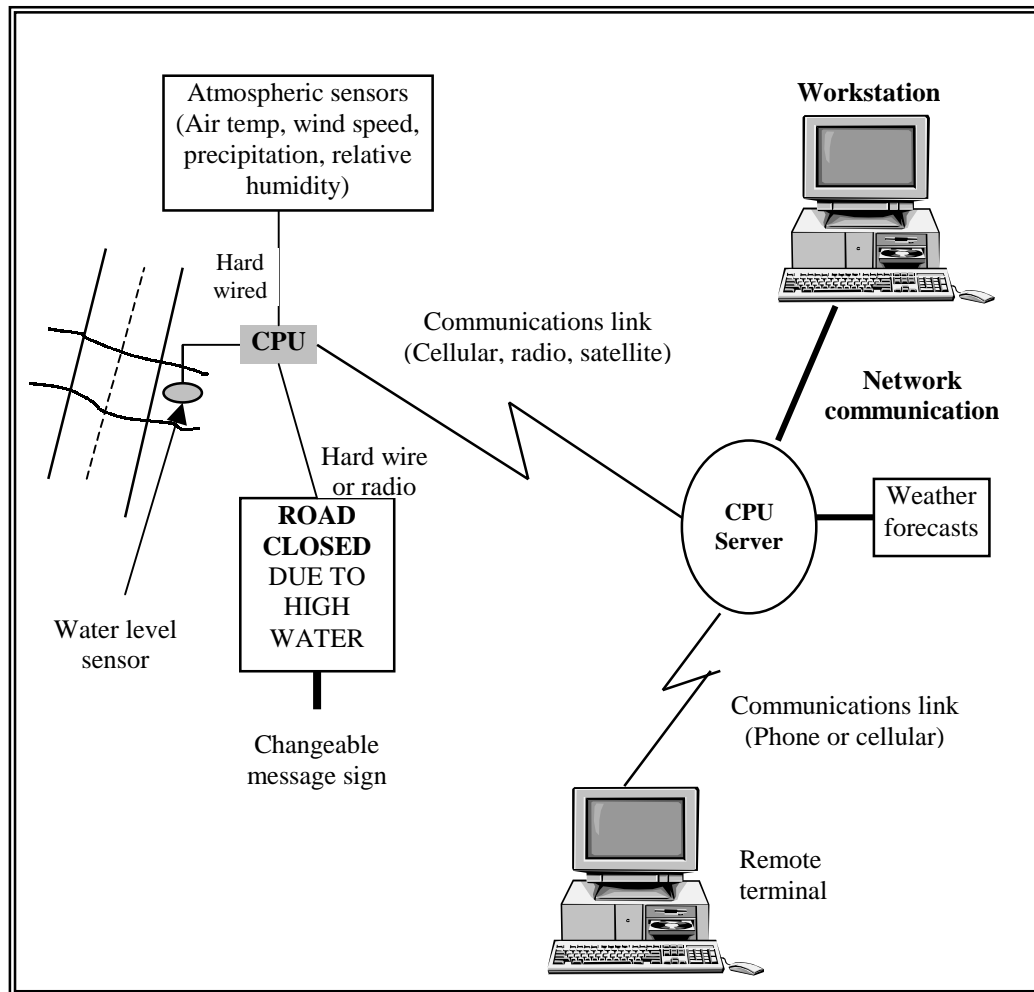 Atmospheric sensors
(Air temp, wind speed,
precipitation, relative
humidity)
Workstation
Hard
wired
CPU
Communications link
(Cellular, radio, satellite)
Network
communication
Hard wire
or radio
ROAD
CLOSED
DUE TO
HIGH
WATER
CPU
Server
Weather
forecasts
Water level
sensor
Changeable
message sign
Communications link
(Phone or cellular)
Remote
terminal